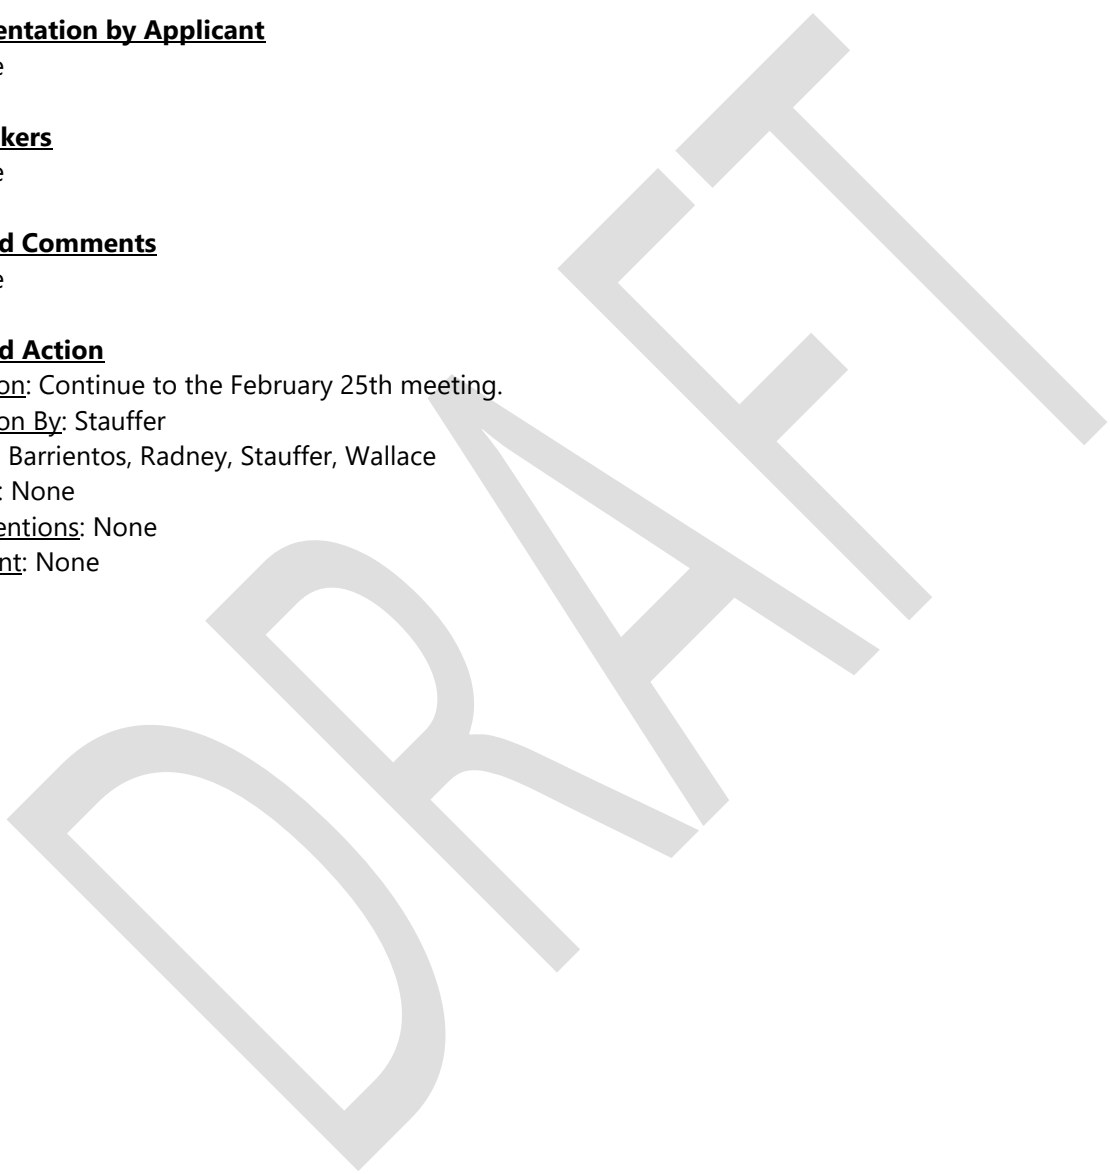 entation by Applicant
e
kers
e
d Comments
e
d Action
on: Continue to the February 25th meeting.
on By: Stauffer
: Barrientos, Radney, Stauffer, Wallace
: None
entions: None
nt: None
DRAFT